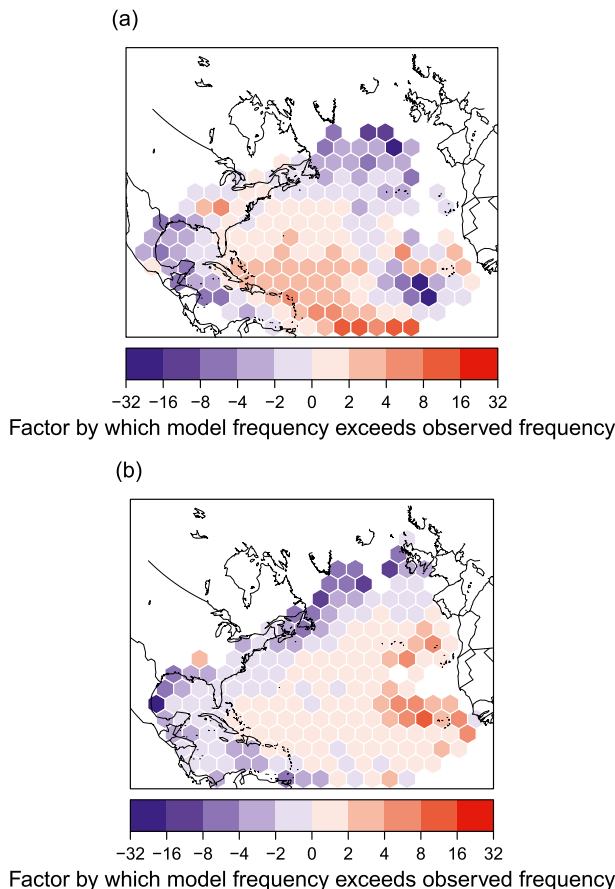 (a)
−32 −16 −8 −4 −2 0 2 4 8 16 32
Factor by which model frequency exceeds observed frequency
(b)
−32 −16 −8 −4 −2 0 2 4 8 16 32
Factor by which model frequency exceeds observed frequency